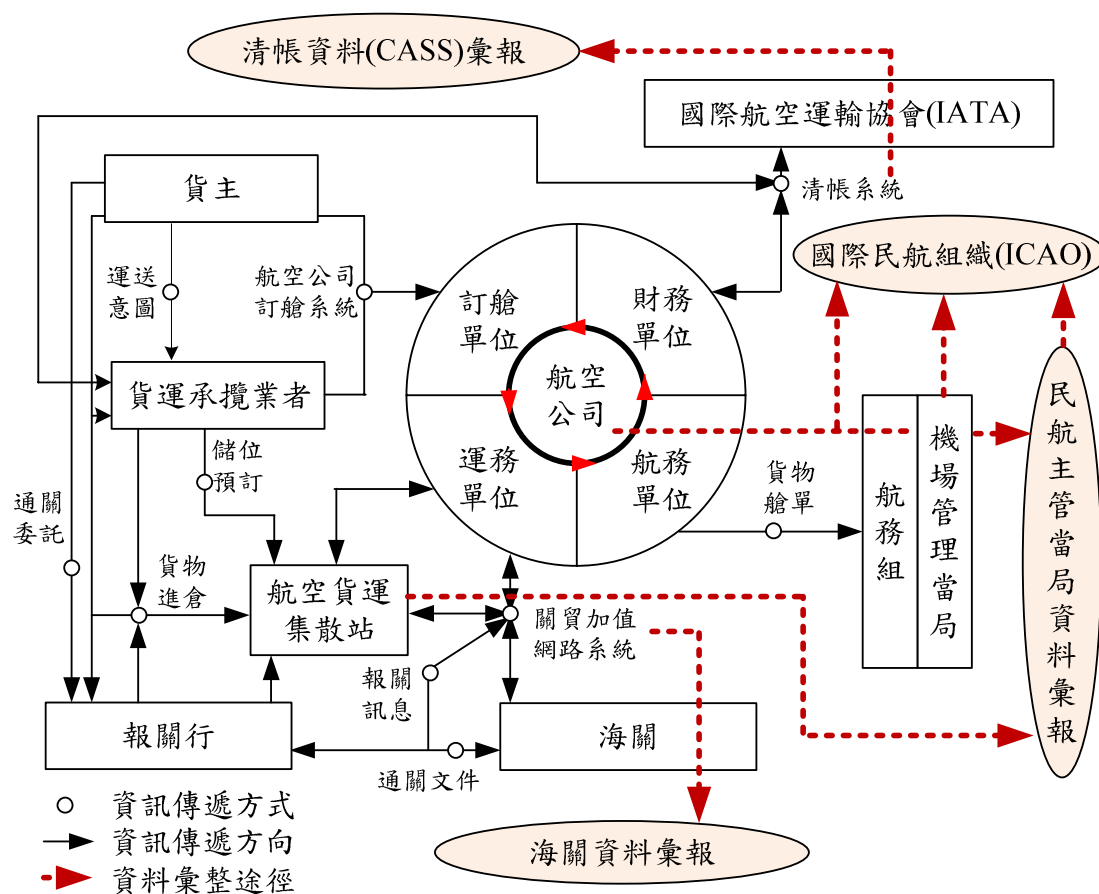 清帳資料(CASS)彙報
國際航空運輸協會(IATA)
清帳系統
貨主
國際民航組織(ICAO)
運送
意圖
航空公司
訂艙系統
訂艙
單位
財務
單位
航空
公司
運務
單位
航務
單位
貨運承攬業者
儲位
預訂
通關
委託
貨物
進倉
航空貨運
集散站
關貿加值
網路系統
貨物
艙單
航務組
機場管理當局
民航主管當局資料彙報
報關
訊息
報關行
海關
通關文件
海關資料彙報
資訊傳遞方式
資訊傳遞方向
資料彙整途徑